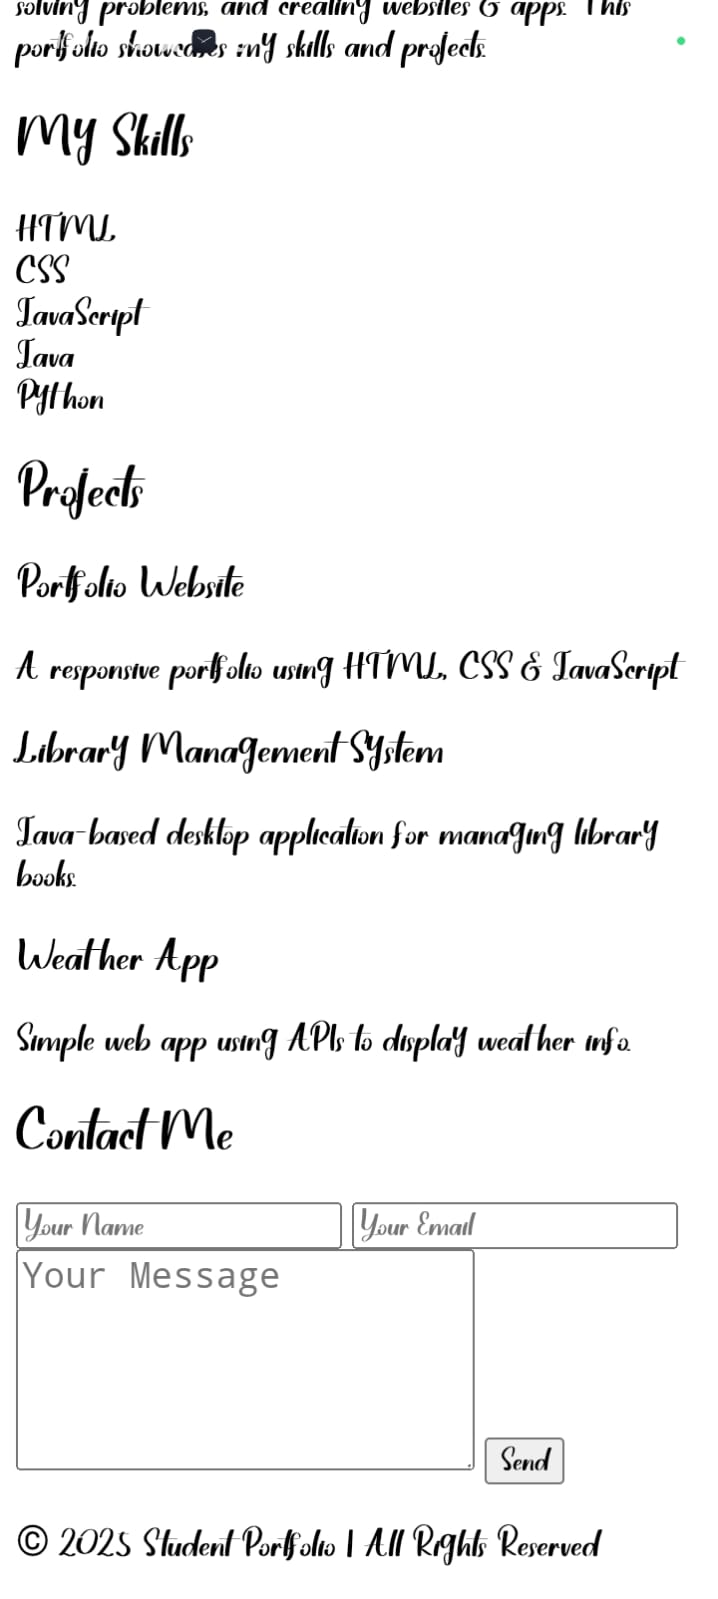 solving problems, and creating websites & apps. This
portfolio showcases my skills and projects.
My Skills
HTML
CSS
JavaScript
Java
Python
Projects
Portfolio Website
A responsive portfolio using HTML, CSS & JavaScript
Library Management System
Java-based desktop application for managing library
books.
Weather App
Simple web app using APIs to display weather info.
Contact Me
Your Name Your Email
Your Message
Send
© 2025 Student Portfolio | All Rights Reserved